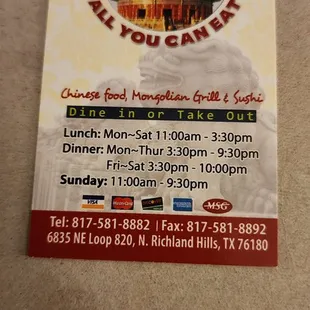 ALL YOU CAN EAT
Chinese food, Mongolian Grill & Sushi
Dine in or Take Out
Lunch: Mon~Sat 11:00am - 3:30pm
Dinner: Mon~Thur 3:30pm - 9:30pm
Fri~Sat 3:30pm - 10:00pm
Sunday: 11:00am - 9:30pm
VISA MasterCard MSG
Tel: 817-581-8882 | Fax: 817-581-8892
6835 NE Loop 820, N. Richland Hills, TX 76180